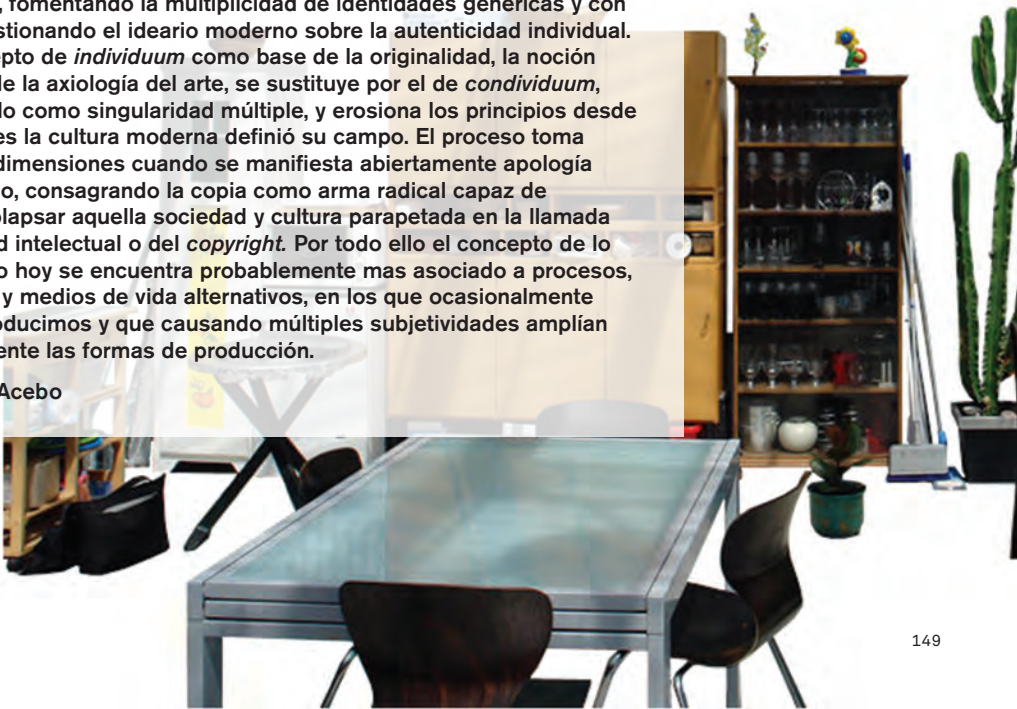 , fomentando la multiplicidad de identidades genéricas y con
stionando el ideario moderno sobre la autenticidad individual.
epto de individuum como base de la originalidad, la noción
de la axiología del arte, se sustituye por el de condividuum,
do como singularidad múltiple, y erosiona los principios desde
es la cultura moderna definió su campo. El proceso toma
dimensiones cuando se manifiesta abiertamente apología
o, consagrando la copia como arma radical capaz de
olapsar aquella sociedad y cultura parapetada en la llamada
d intelectual o del copyright. Por todo ello el concepto de lo
o hoy se encuentra probablemente mas asociado a procesos,
y medios de vida alternativos, en los que ocasionalmente
oducimos y que causando múltiples subjetividades amplían
ente las formas de producción.
Acebo
149